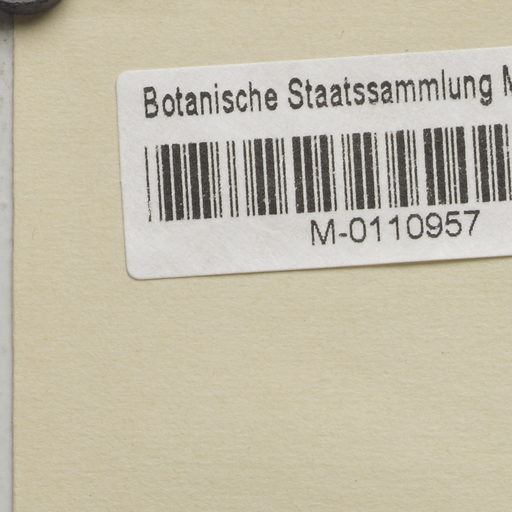 Botanische Staatssammlung M
M-0110957